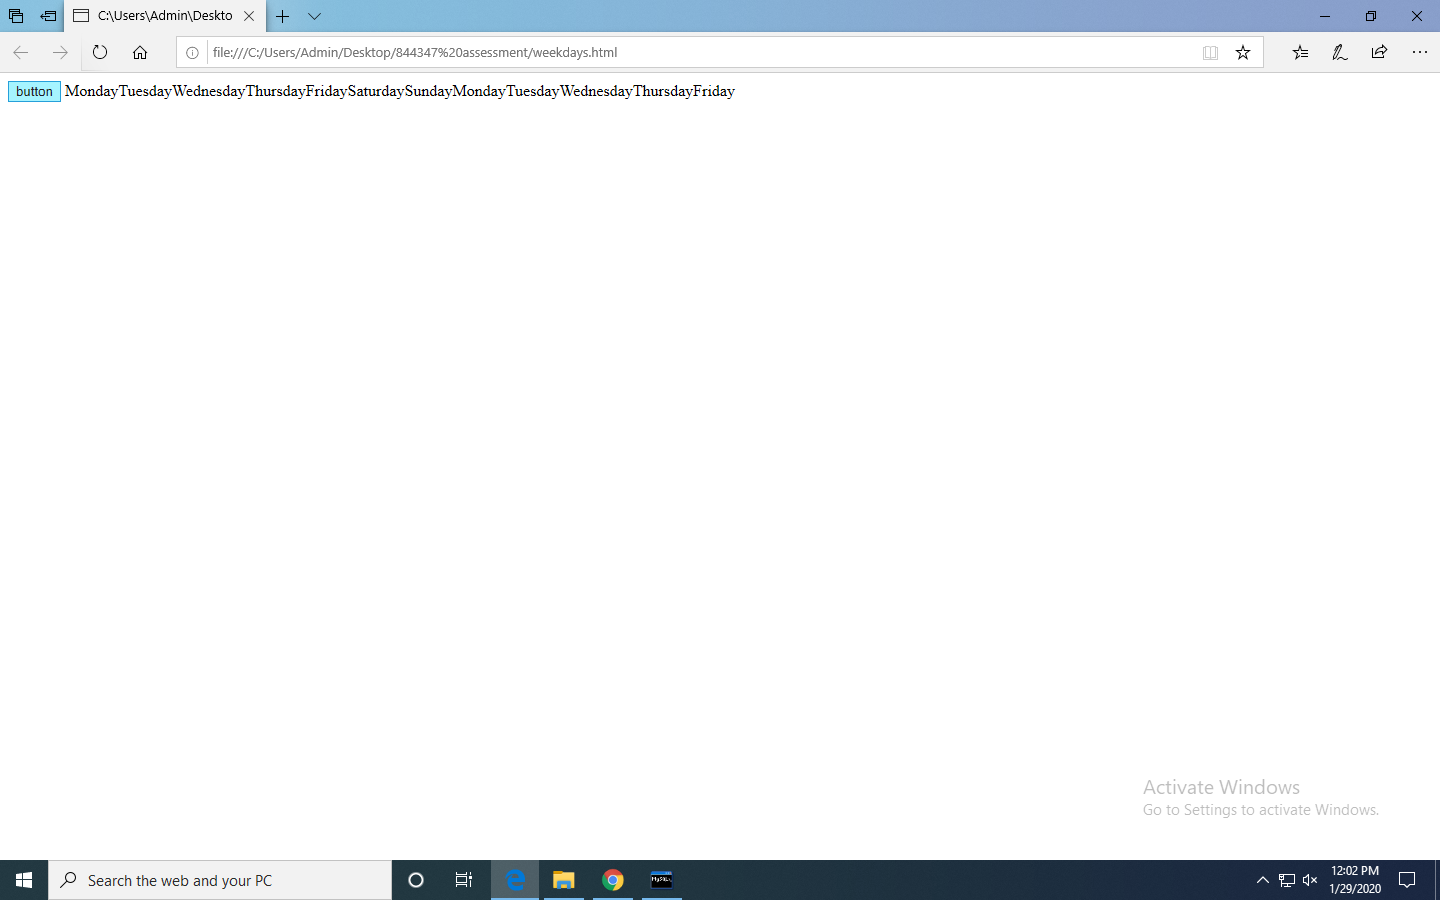 C:\Users\Admin\Deskto
file:///C:/Users/Admin/Desktop/844347%20assessment/weekdays.html
button MondayTuesdayWednesdayThursdayFridaySaturdaySundayMondayTuesdayWednesdayThursdayFriday
Activate Windows
Go to Settings to activate Windows.
Search the web and your PC
MySQL
12:02 PM
1/29/2020